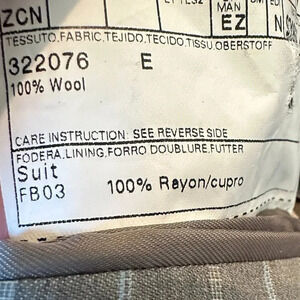 ZCN
MAN
EZ
N
TESSUTO.FABRIC.TEJIDO.TECIDO.TISSU.OBERSTOFF
322076 E
100% Wool
CARE INSTRUCTION: SEE REVERSE SIDE
FODERA.LINING.FORRO DOUBLURE.FUTTER
Suit
FB03 100% Rayon/cupro